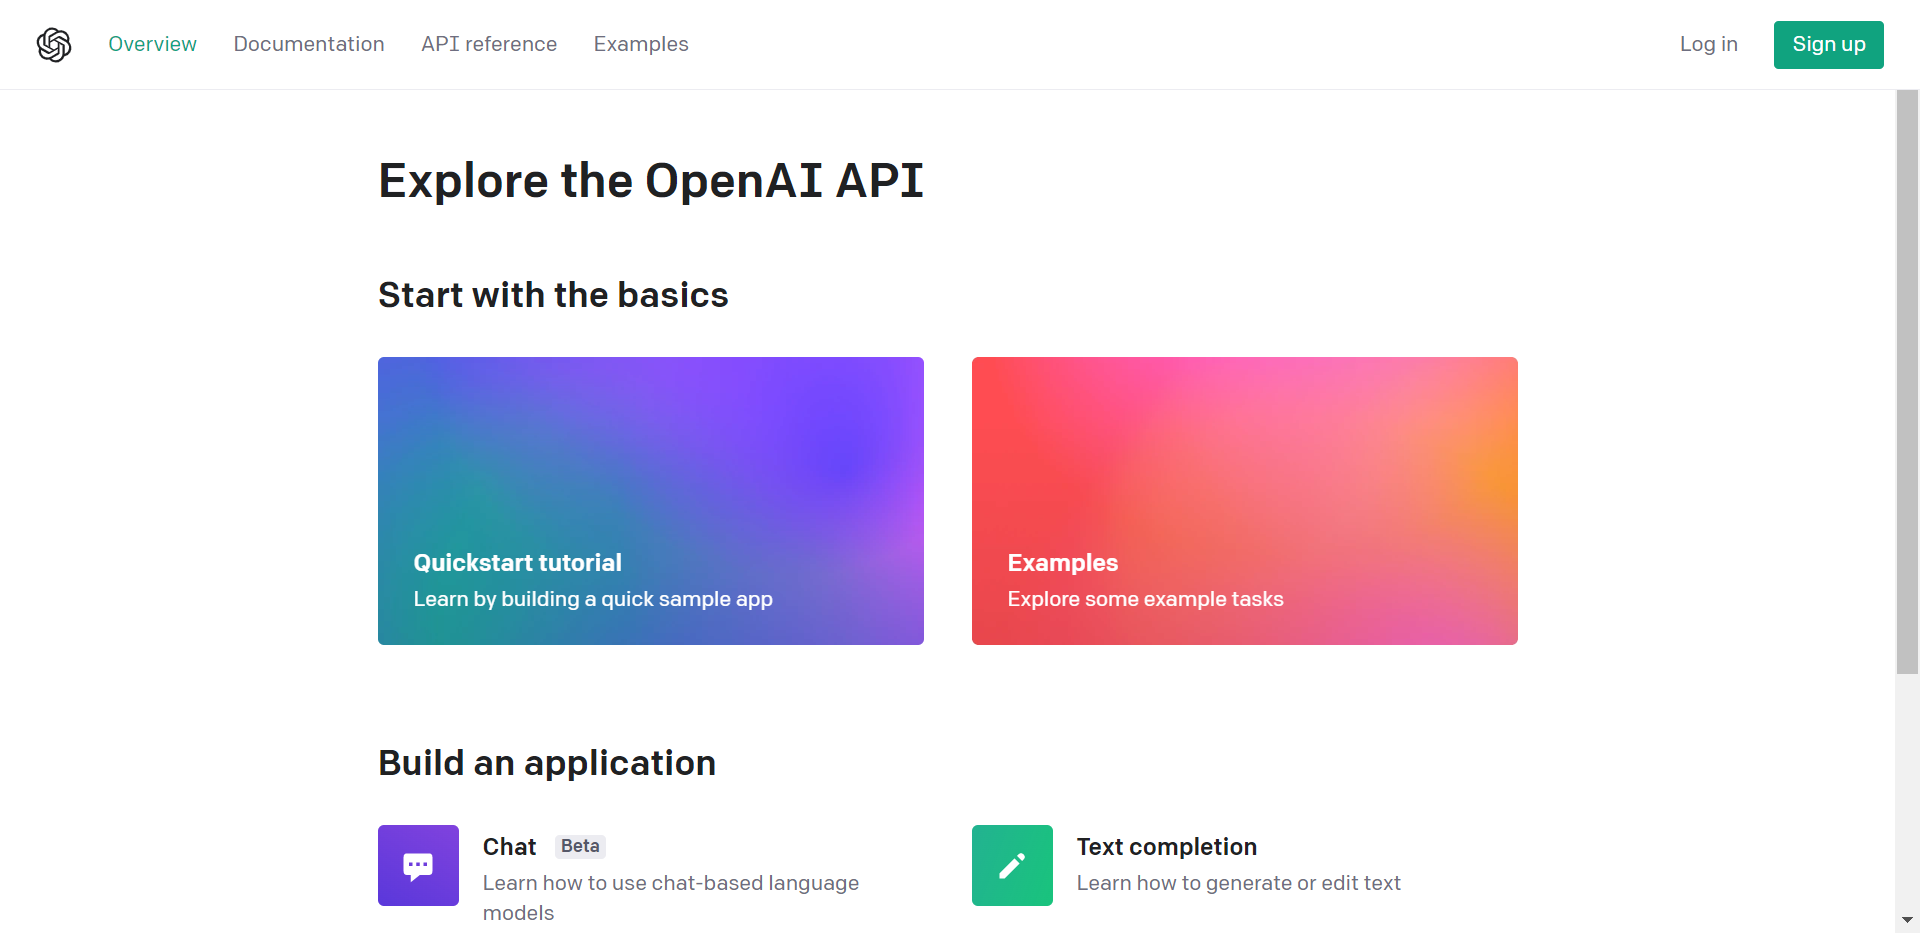 Overview Documentation API reference Examples Log in Sign up
Explore the OpenAI API
Start with the basics
Quickstart tutorial
Learn by building a quick sample app
Examples
Explore some example tasks
Build an application
Chat Beta
Learn how to use chat-based language
models
Text completion
Learn how to generate or edit text